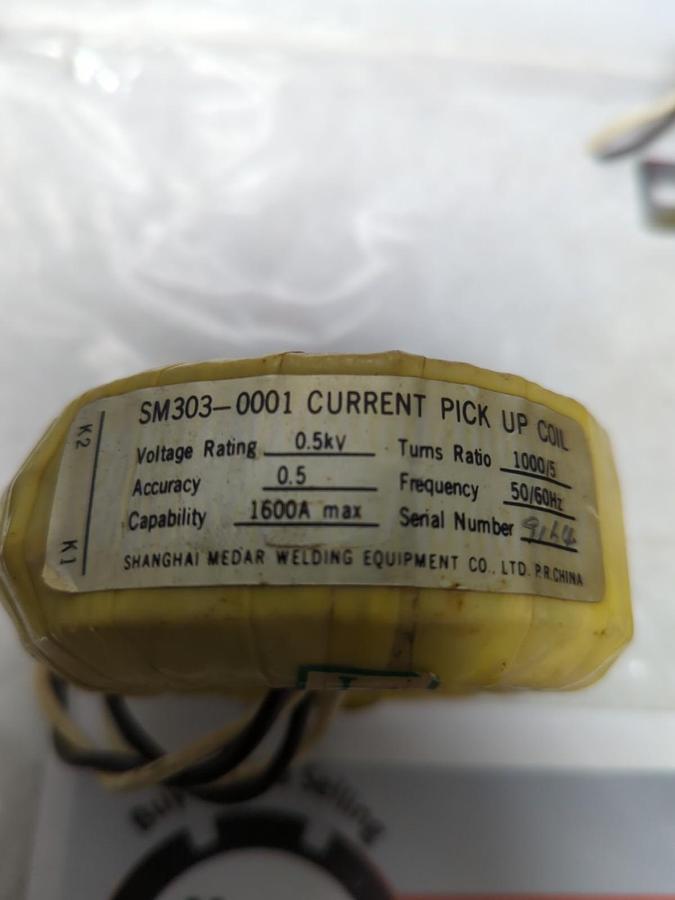 SM303-0001 CURRENT PICK UP COIL
Voltage Rating 0.5kV Turns Ratio 1000/5
Accuracy 0.5 Frequency 50/60Hz
Capability 1600A max Serial Number
SHANGHAI MEDAR WELDING EQUIPMENT CO., LTD. P.R.CHINA
K2
K1
Selling